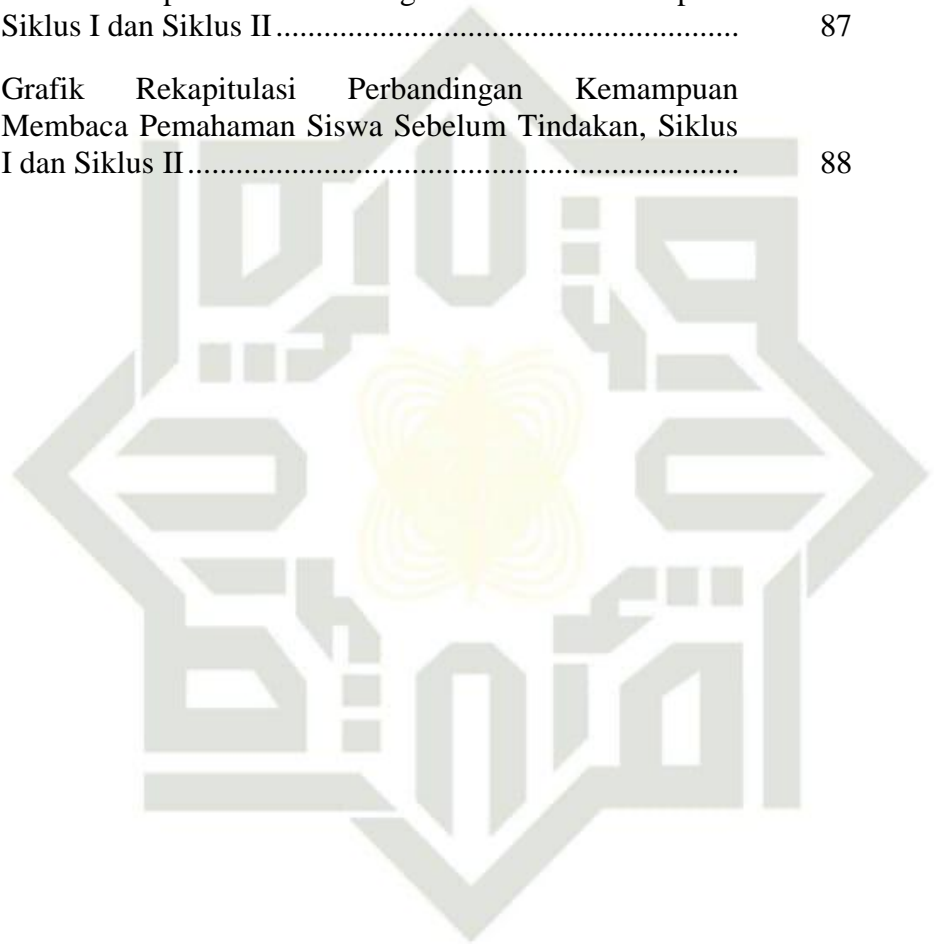 Siklus I dan Siklus II .......................................................... 87
Grafik Rekapitulasi Perbandingan Kemampuan
Membaca Pemahaman Siswa Sebelum Tindakan, Siklus
I dan Siklus II ..................................................................... 88